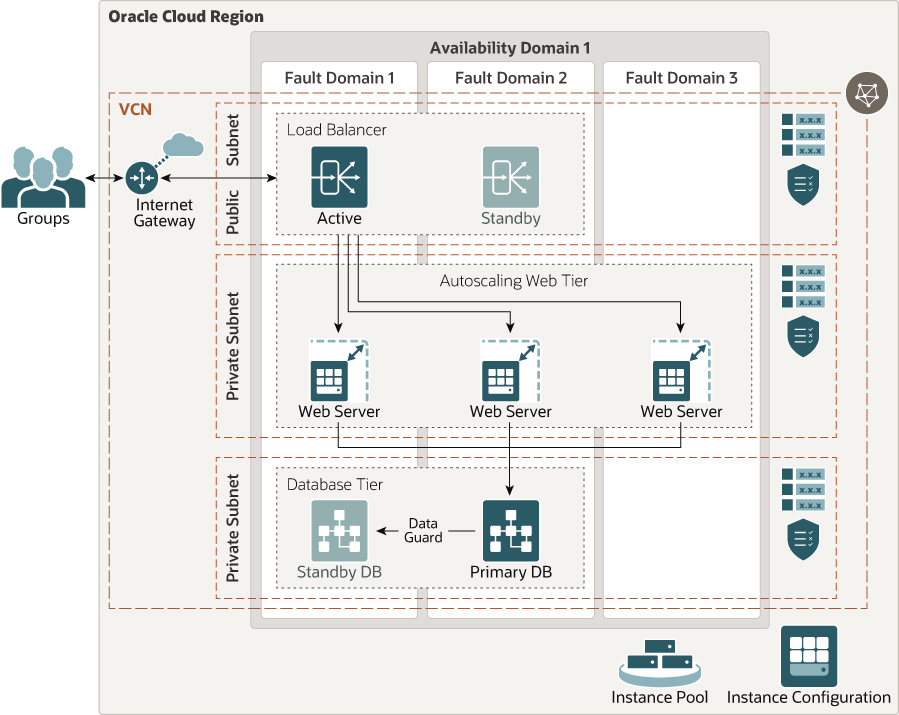 Oracle Cloud Region
Availability Domain 1
Fault Domain 1
Fault Domain 2
Fault Domain 3
VCN
Public Subnet
Load Balancer
Active
Standby
Groups
Internet
Gateway
x.x.x
x.x.x
x.x.x
Private Subnet
Autoscaling Web Tier
Web Server
Web Server
Web Server
x.x.x
x.x.x
x.x.x
Private Subnet
Database Tier
Standby DB
Data
Guard
Primary DB
x.x.x
x.x.x
x.x.x
Instance Pool
Instance Configuration